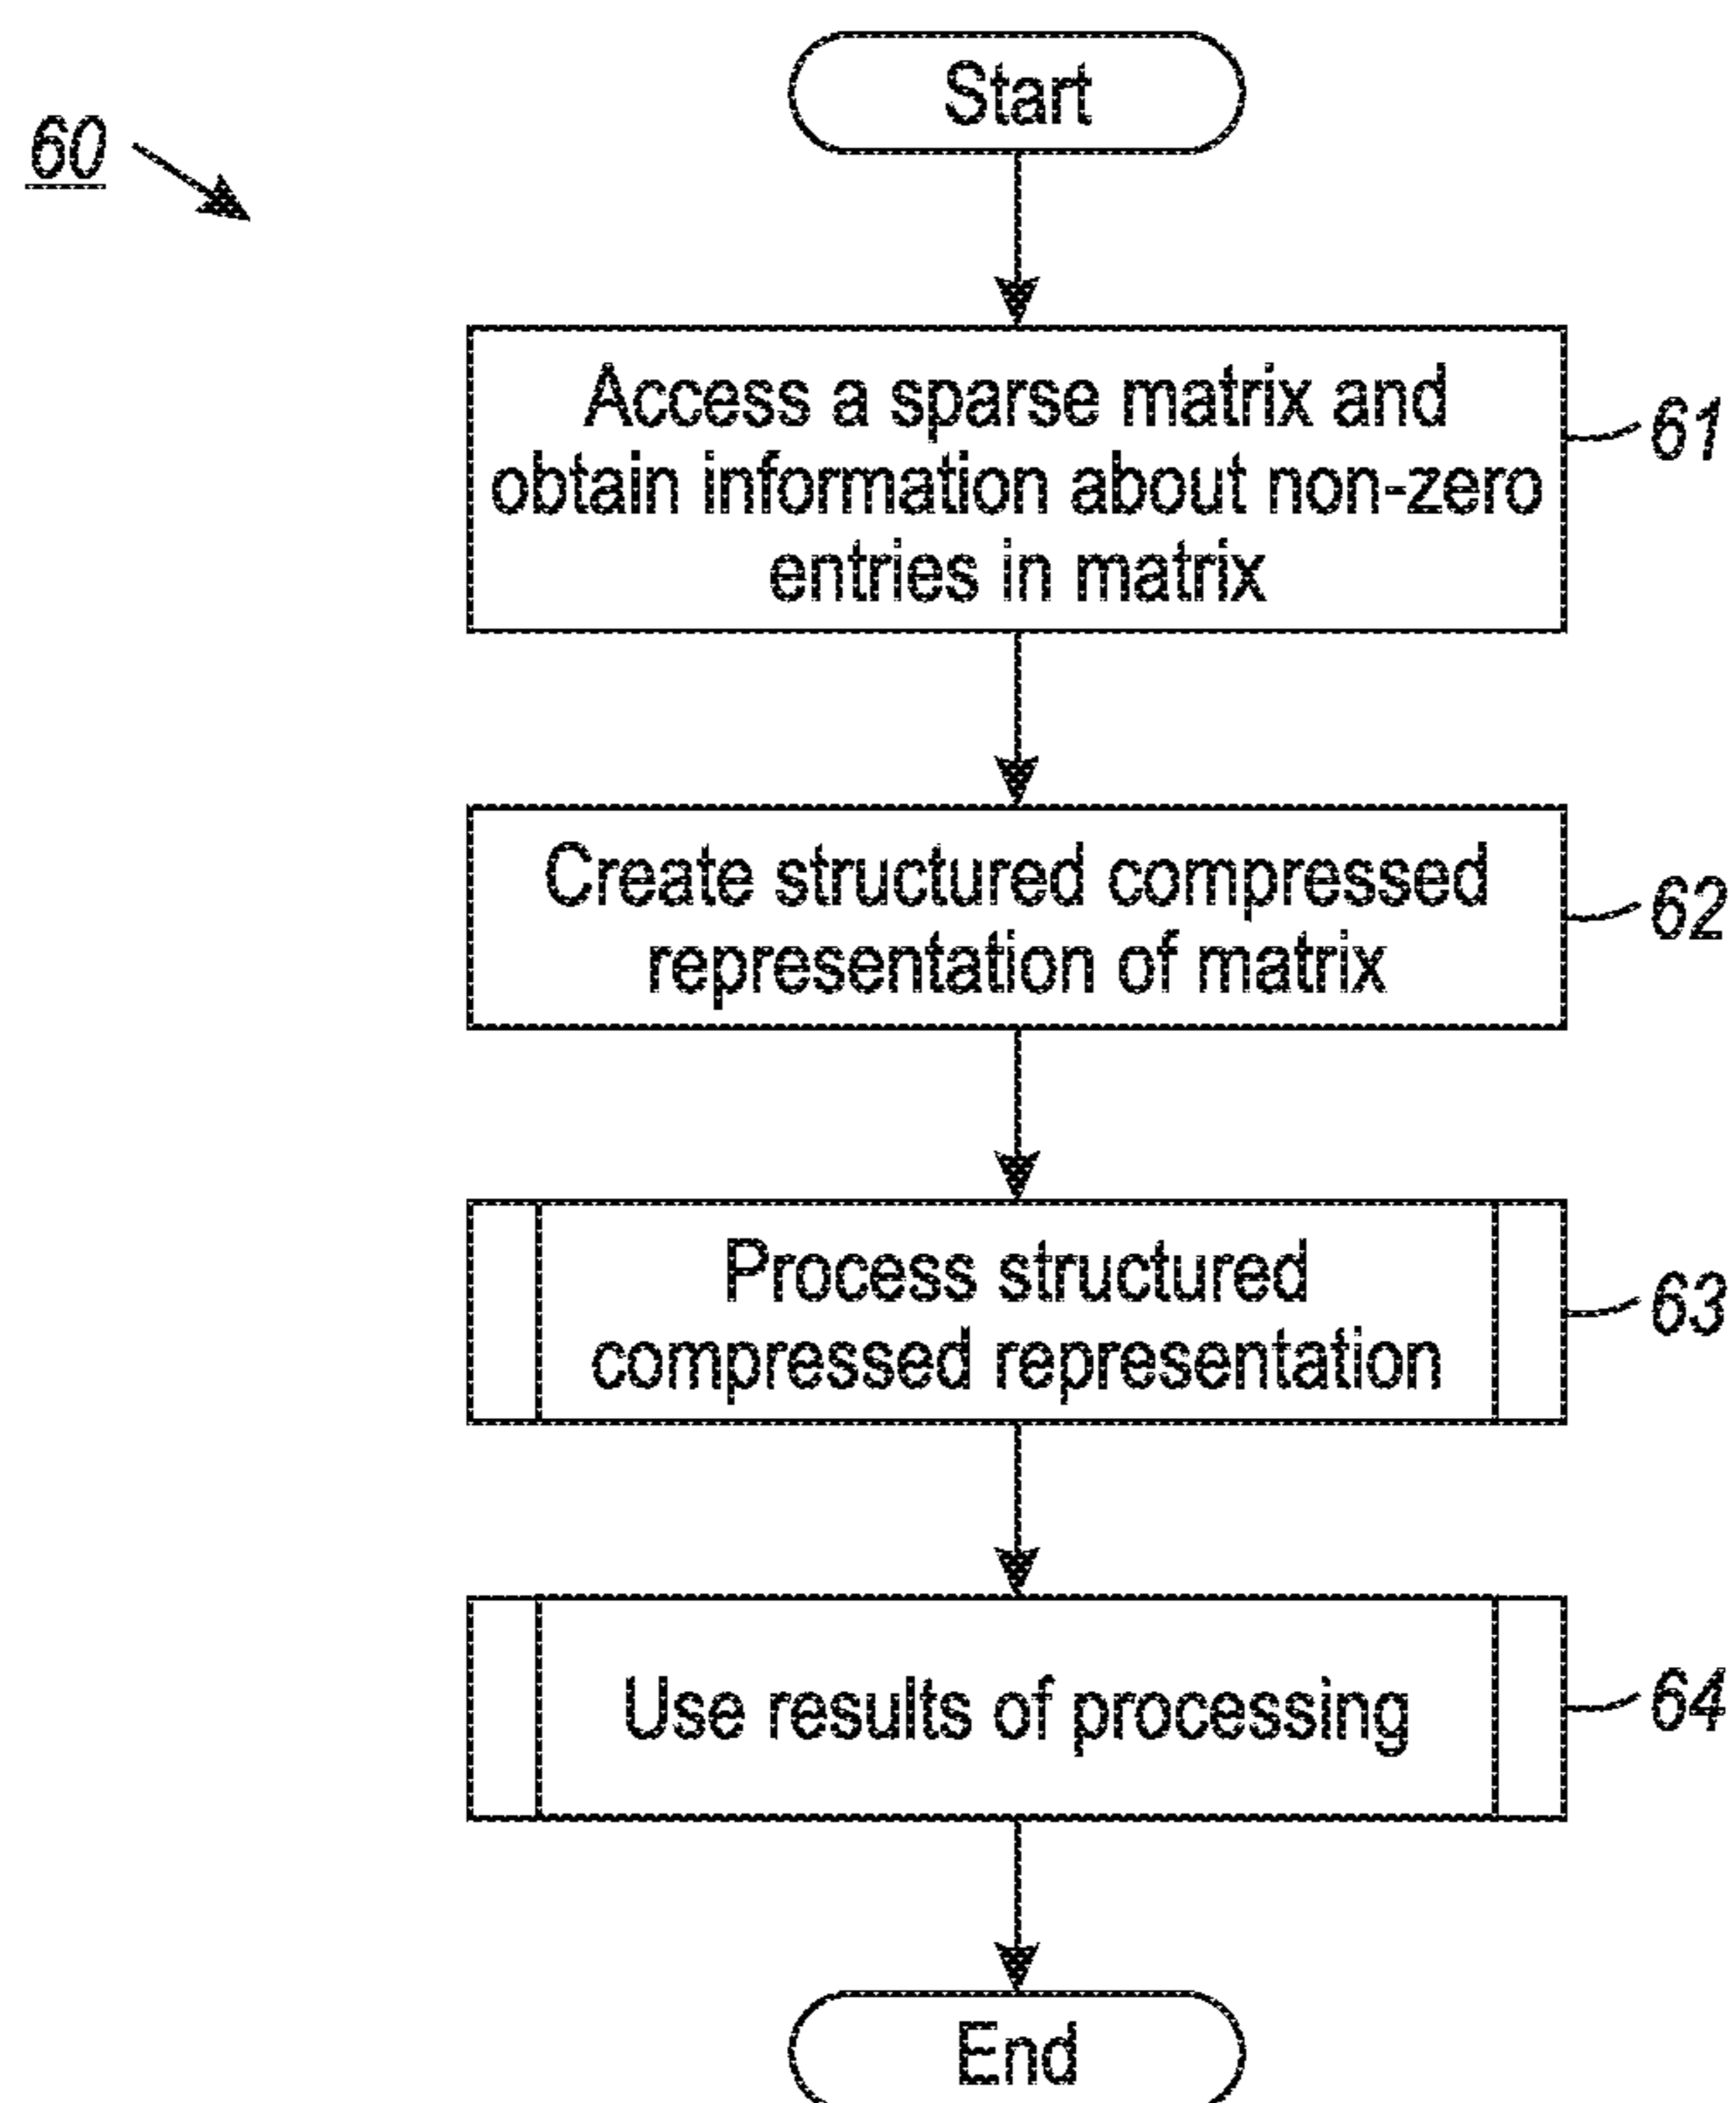 Start
60
Access a sparse matrix and
obtain information about non-zero
entries in matrix
61
Create structured compressed
representation of matrix
62
Process structured
compressed representation
63
Use results of processing
64
End